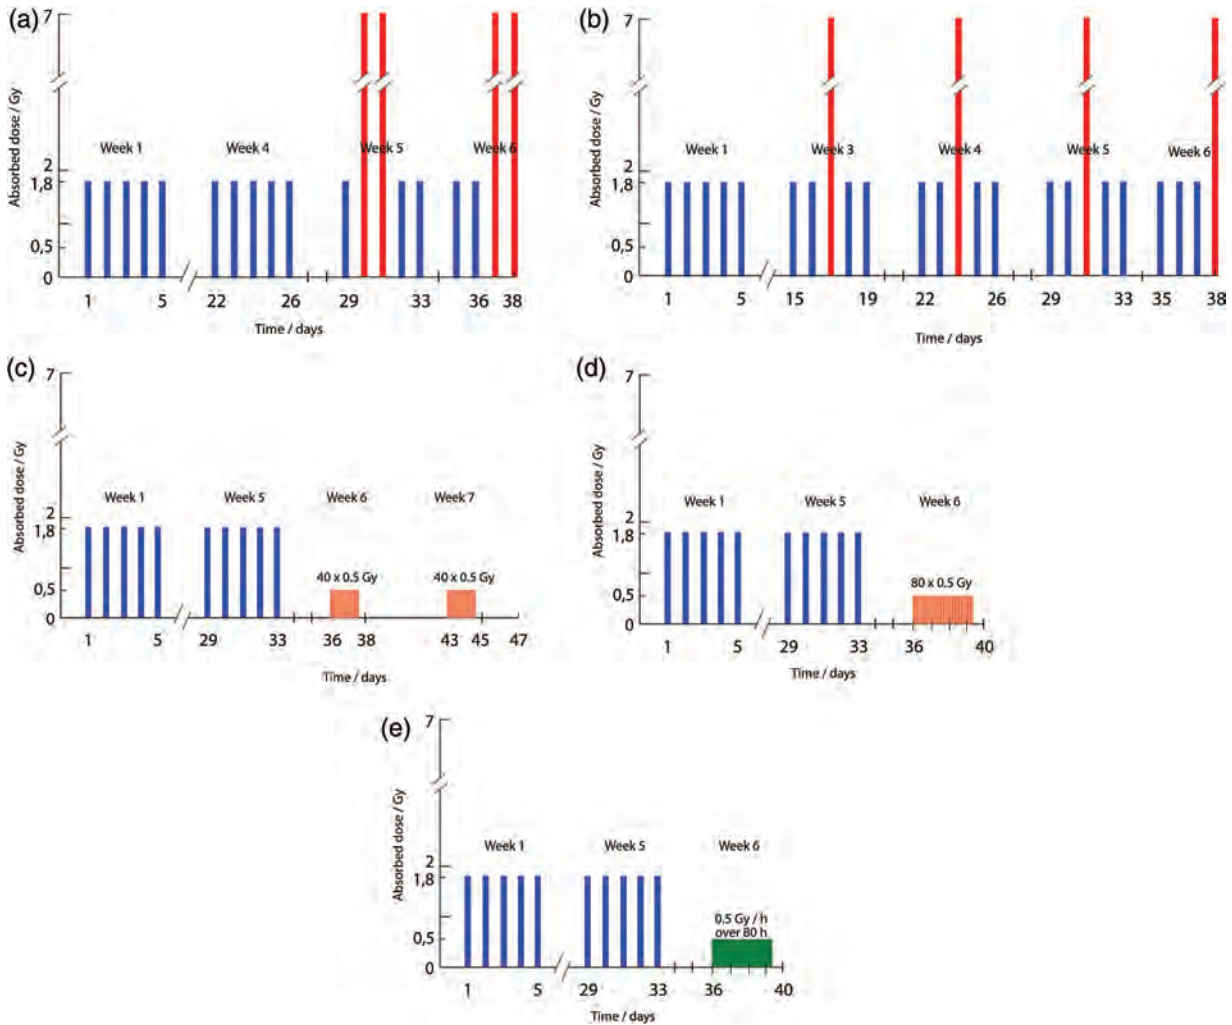 (a)
7
Absorbed dose / Gy
Week 1 Week 4 Week 5 Week 6
2
1,8
0,5
0
1 5 22 26 29 33 36 38
Time / days
(b)
7
Absorbed dose / Gy
Week 1 Week 3 Week 4 Week 5 Week 6
2
1,8
0,5
0
1 5 15 19 22 26 29 33 35 38
Time / days
(c)
7
Absorbed dose / Gy
Week 1 Week 5 Week 6 Week 7
2
1,8
40 x 0.5 Gy 40 x 0.5 Gy
0,5
0
1 5 29 33 36 38 43 45 47
Time / days
(d)
7
Absorbed dose / Gy
Week 1 Week 5 Week 6
2
1,8
80 x 0.5 Gy
0,5
0
1 5 29 33 36 40
Time / days
(e)
7
Absorbed dose / Gy
Week 1 Week 5 Week 6
2
1,8
0.5 Gy / h
over 80 h
0,5
0
1 5 29 33 36 40
Time / days